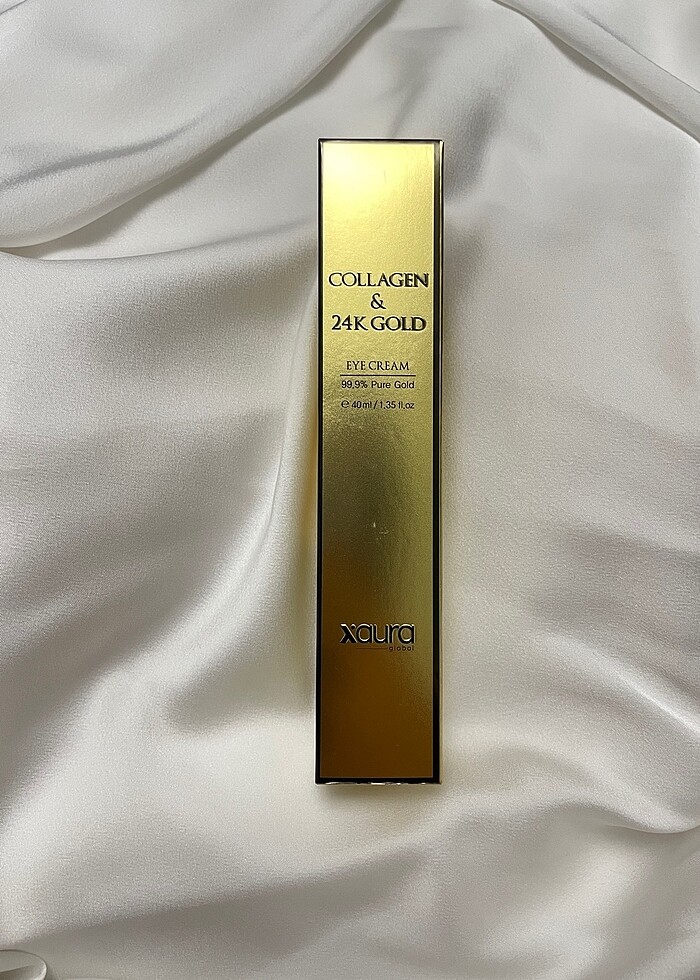 COLLAGEN
&
24K GOLD
EYE CREAM
99,9% Pure Gold
℮ 40ml / 1,35 fl.oz
xaura
global